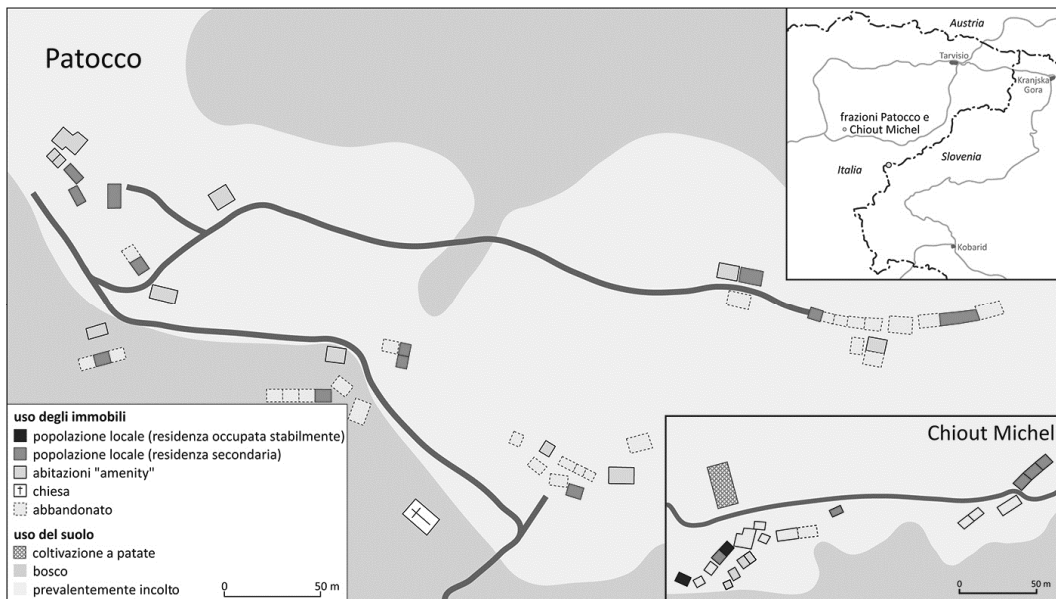 Patocco
Austria
Tarvisio
Kranjska
Gora
frazioni Patocco e
Chiout Michel
Italia
Slovenia
Kobarid
uso degli immobili
popolazione locale (residenza occupata stabilmente)
popolazione locale (residenza secondaria)
abitazioni "amenity"
chiesa
abbandonato
uso del suolo
coltivazione a patate
bosco
prevalentemente incolto
0 50 m
Chiout Michel
0 50 m